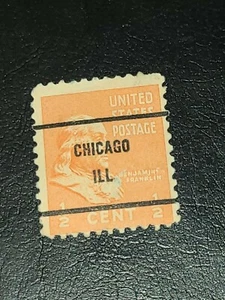 UNITED
STATES
POSTAGE
CHICAGO
ILL
BENJAMIN
FRANKLIN
1/2 CENT 1/2